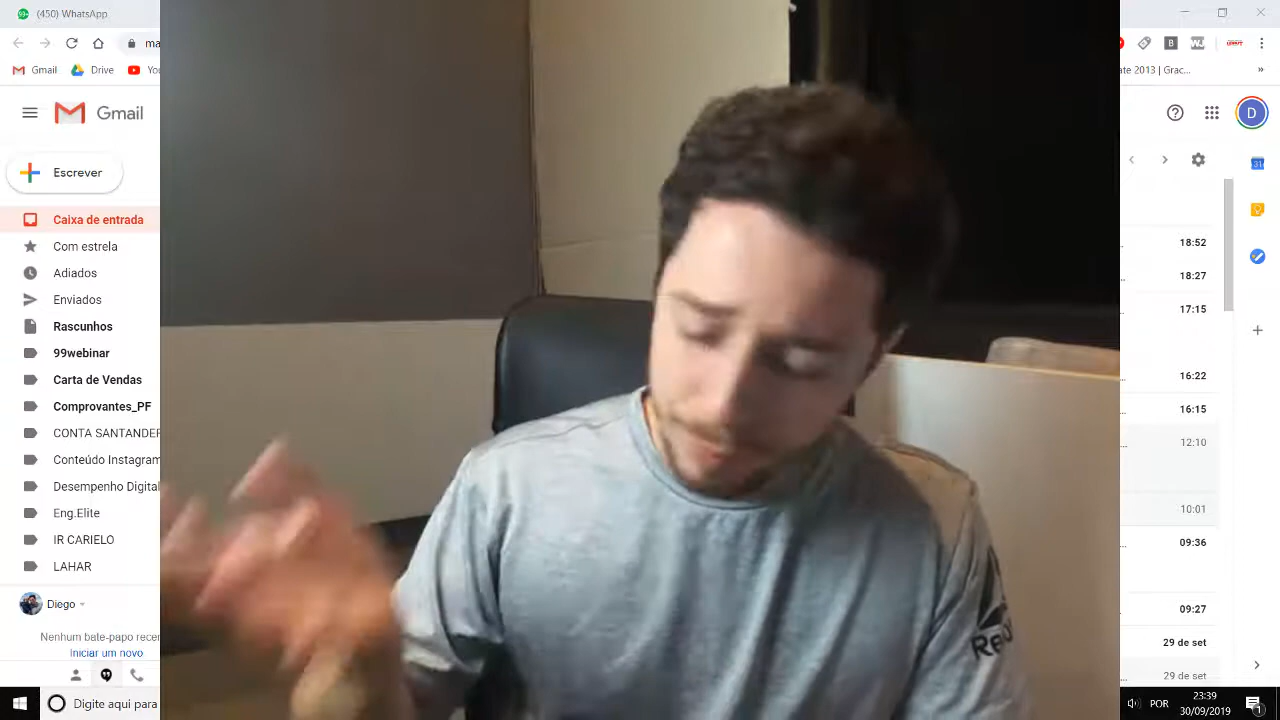 93+ (450) WhatsApp
ma
Gmail Drive Yo
ate 2013 | Grac...
Gmail
D
Escrever
Caixa de entrada
Com estrela
Adiados
Enviados
Rascunhos
99webinar
Carta de Vendas
Comprovantes_PF
CONTA SANTANDER
Conteúdo Instagram
Desempenho Digital
Eng.Elite
IR CARIELO
LAHAR
Diego
Nenhum bate-papo rece
Iniciar um novo
Digite aqui para
B WJ
18:52
18:27
17:15
16:22
16:15
12:10
10:01
09:36
09:27
29 de set
29 de set
POR
23:39
30/09/2019
Ree